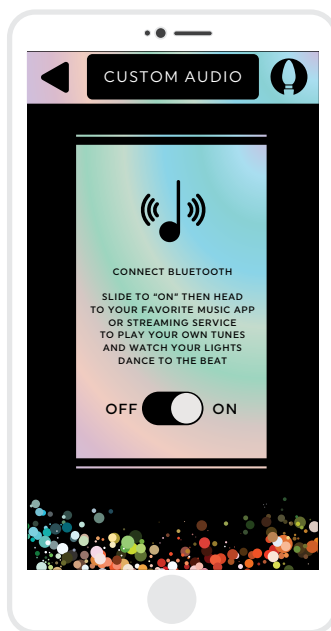 CUSTOM AUDIO
CONNECT BLUETOOTH
SLIDE TO “ON” THEN HEAD
TO YOUR FAVORITE MUSIC APP
OR STREAMING SERVICE
TO PLAY YOUR OWN TUNES
AND WATCH YOUR LIGHTS
DANCE TO THE BEAT
OFF ON